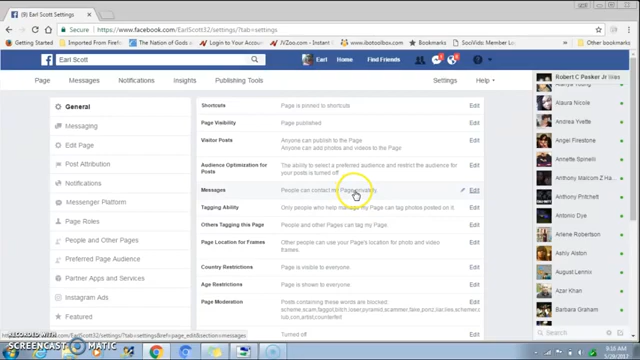 (9) Earl Scott Settings
Secure
https://www.facebook.com/EarlScott32/settings/?tab=settings
Getting Started
Imported From Firefox
The Nation of Gods
JVZoo.com - Instant C
www.ibotoolbox.com
Bookmarks
SooVids: Member Lo
Other bookmarks
Earl Scott
Earl
Home
Find Friends
Page
Messages
Notifications
Insights
Publishing Tools
Settings
Help
Robert C Pasker Jr likes
General
Messaging
Edit Page
Post Attribution
Notifications
Messenger Platform
Page Roles
People and Other Pages
Preferred Page Audience
Partner Apps and Services
Instagram Ads
Featured
Shortcuts Page is pinned to shortcuts Edit
Page Visibility Page published Edit
Visitor Posts Anyone can publish to the Page Edit
Anyone can add photos and videos to the Page
Audience Optimization for The ability to select a preferred audience and restrict the audience for Edit
Posts your posts is turned off
Messages People can contact my Page privately. Edit
Tagging Ability Only people who help manage my Page can tag photos posted on it. Edit
Others Tagging this Page People and other Pages can tag my Page. Edit
Page Location for Frames Other people can use your Page's location for photo and video Edit
frames.
Country Restrictions Page is visible to everyone. Edit
Age Restrictions Page is shown to everyone. Edit
Page Moderation Posts containing these words are blocked: Edit
Turned off Edit
Alaura Nicole
Andrea Yvette
Angel Firestone
Annette Spinelli
Anthony Malcom Z H
Anthony Pritchett
Antonio Dye
Arlene Robertson
Ashly Alston
August Lennix
Azar Khan
Barbara Graham
Search
RECORDED WITH
SCREENCAST MATIC
9:16 AM